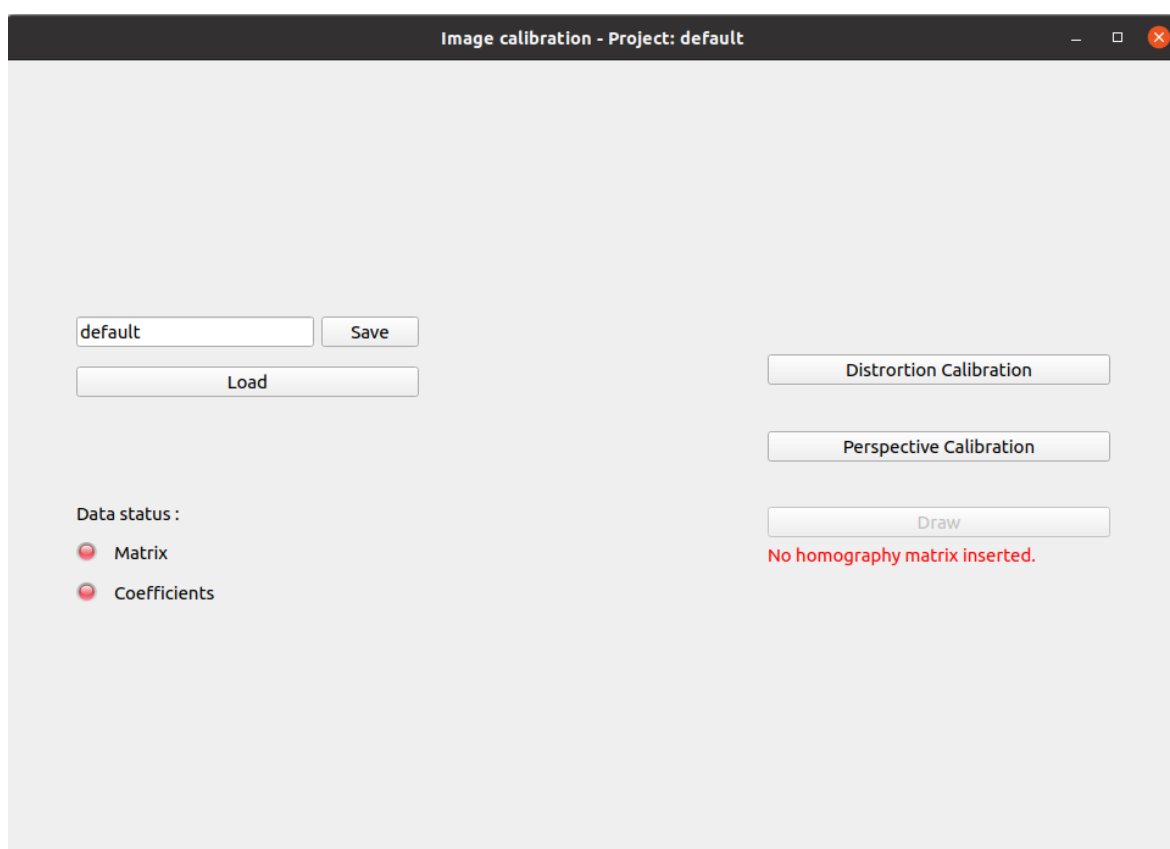 Image calibration - Project: default
default
Save
Load
Distrortion Calibration
Perspective Calibration
Draw
No homography matrix inserted.
Data status :
Matrix
Coefficients